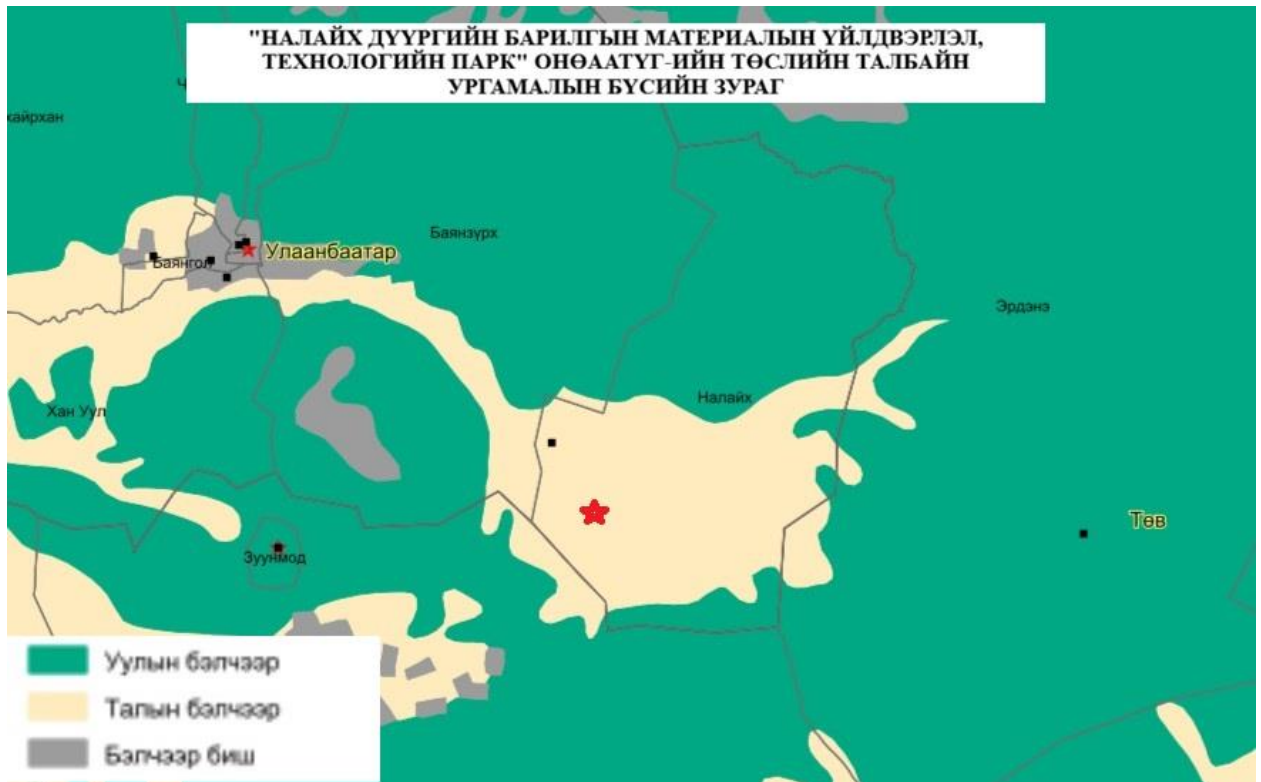 "НАЛАЙХ ДҮҮРГИЙН БАРИЛГЫН МАТЕРИАЛЫН ҮЙЛДВЭРЛЭЛ,
ТЕХНОЛОГИЙН ПАРК" ОНӨААТҮГ-ИЙН ТӨСЛИЙН ТАЛБАЙН
УРГАМАЛЫН БҮСИЙН ЗУРАГ
хайрхан
Баянзүрх
Улаанбаатар
Баянгол
Эрдэнэ
Налайх
Хан Уул
Төв
Зуунмод
Уулын бэлчээр
Талын бэлчээр
Бэлчээр биш